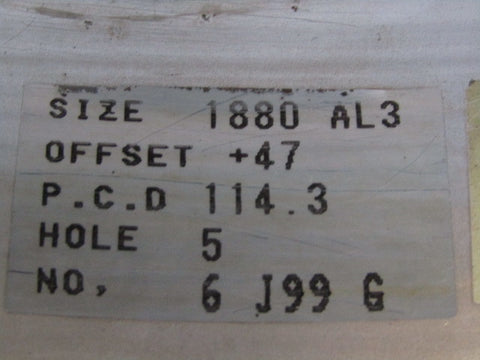 SIZE 1880 AL3
OFFSET +47
P.C.D 114.3
HOLE 5
NO, 6 J99 G